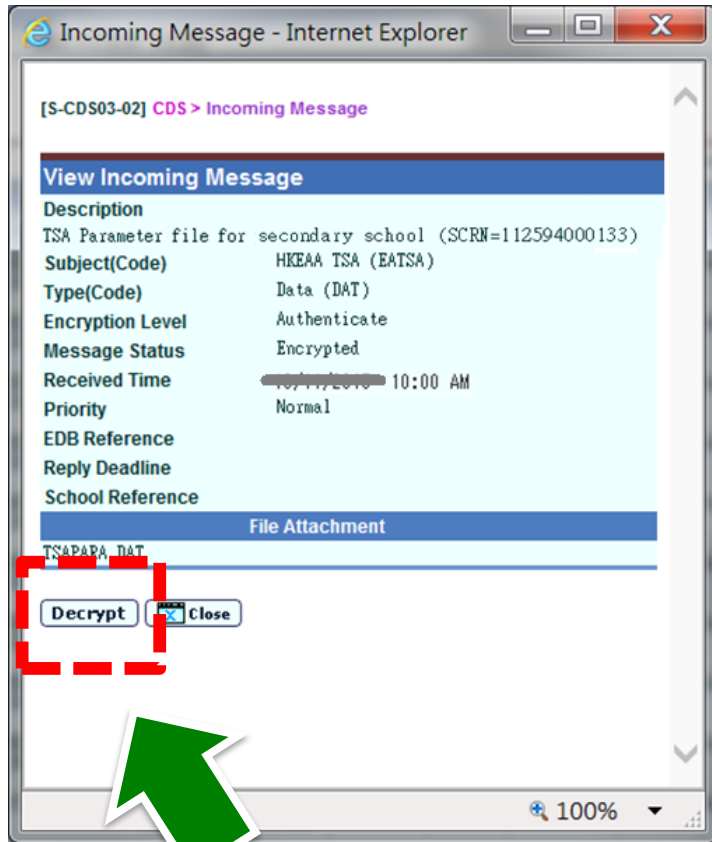 Incoming Message - Internet Explorer
[S-CDS03-02] CDS > Incoming Message
View Incoming Message
Description
TSA Parameter file for secondary school (SCRN=112594000133)
Subject(Code) HKEAA TSA (EATSA)
Type(Code) Data (DAT)
Encryption Level Authenticate
Message Status Encrypted
Received Time 10:00 AM
Priority Normal
EDB Reference
Reply Deadline
School Reference
File Attachment
TSAPARA.DAT
Decrypt Close
100%